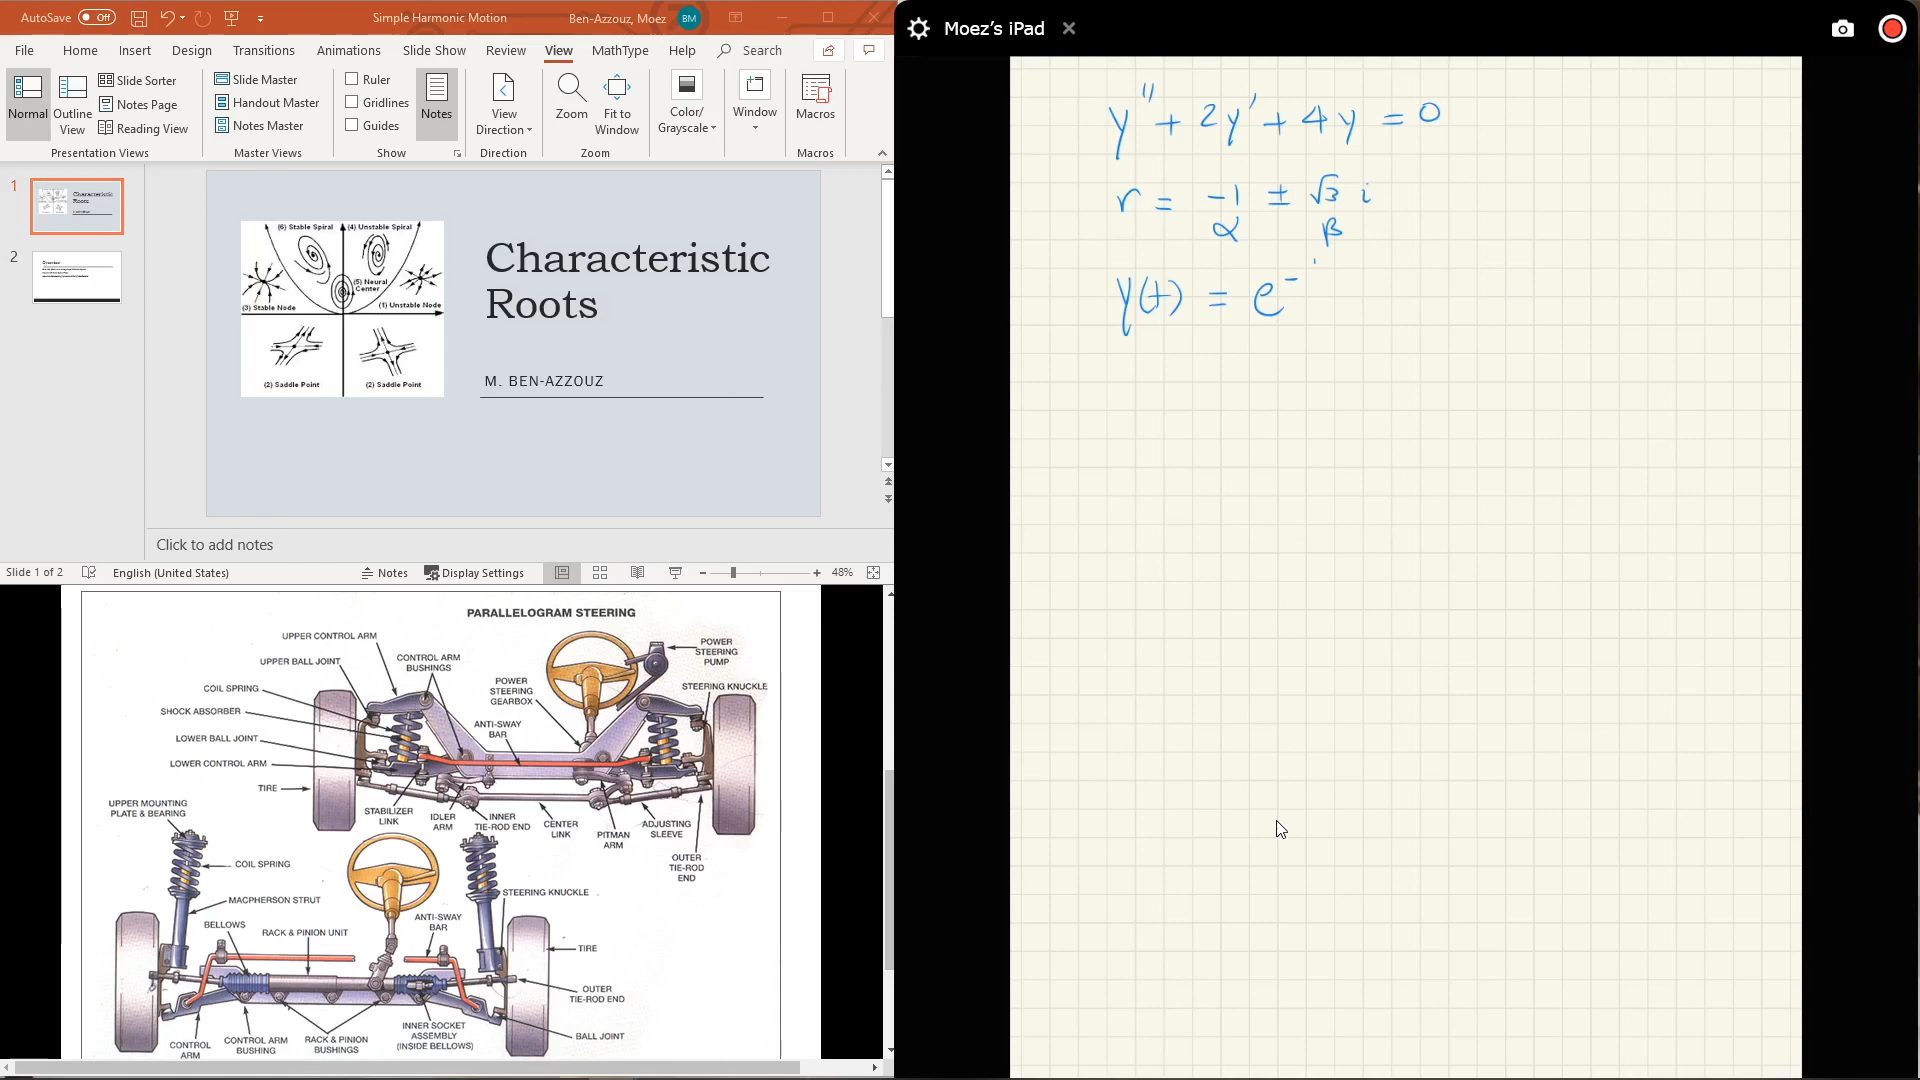 AutoSave Off
Simple Harmonic Motion
Ben-Azzouz, Moez BM
File Home Insert Design Transitions Animations Slide Show Review View MathType Help Search
Normal
Outline View
Slide Sorter
Notes Page
Reading View
Presentation Views
Slide Master
Handout Master
Notes Master
Master Views
Ruler
Gridlines
Guides
Show
Notes
View Direction
Direction
Zoom
Fit to Window
Zoom
Color/ Grayscale
Window
Macros
Macros
1
Characteristic
Roots
2
(6) Stable Spiral
(4) Unstable Spiral
(5) Neural Center
(3) Stable Node
(1) Unstable Node
(2) Saddle Point
(2) Saddle Point
Characteristic
Roots
M. BEN-AZZOUZ
Click to add notes
Slide 1 of 2
English (United States)
Notes
Display Settings
48%
PARALLELOGRAM STEERING
UPPER CONTROL ARM
UPPER BALL JOINT
CONTROL ARM
BUSHINGS
COIL SPRING
SHOCK ABSORBER
LOWER BALL JOINT
LOWER CONTROL ARM
TIRE
POWER
STEERING
GEARBOX
ANTI-SWAY
BAR
POWER
STEERING
PUMP
STEERING KNUCKLE
STABILIZER
LINK
IDLER
ARM
INNER
TIE-ROD END
CENTER
LINK
PITMAN
ARM
ADJUSTING
SLEEVE
OUTER
TIE-ROD
END
UPPER MOUNTING
PLATE & BEARING
COIL SPRING
MACPHERSON STRUT
BELLOWS
RACK & PINION UNIT
ANTI-SWAY
BAR
STEERING KNUCKLE
TIRE
OUTER
TIE-ROD END
BALL JOINT
CONTROL
ARM
CONTROL ARM
BUSHING
RACK & PINION
BUSHINGS
INNER SOCKET
ASSEMBLY
(INSIDE BELLOWS)
Moez’s iPad
y'' + 2y' + 4y = 0
r = -1 ± √3 i
α β
y(t) = e⁻